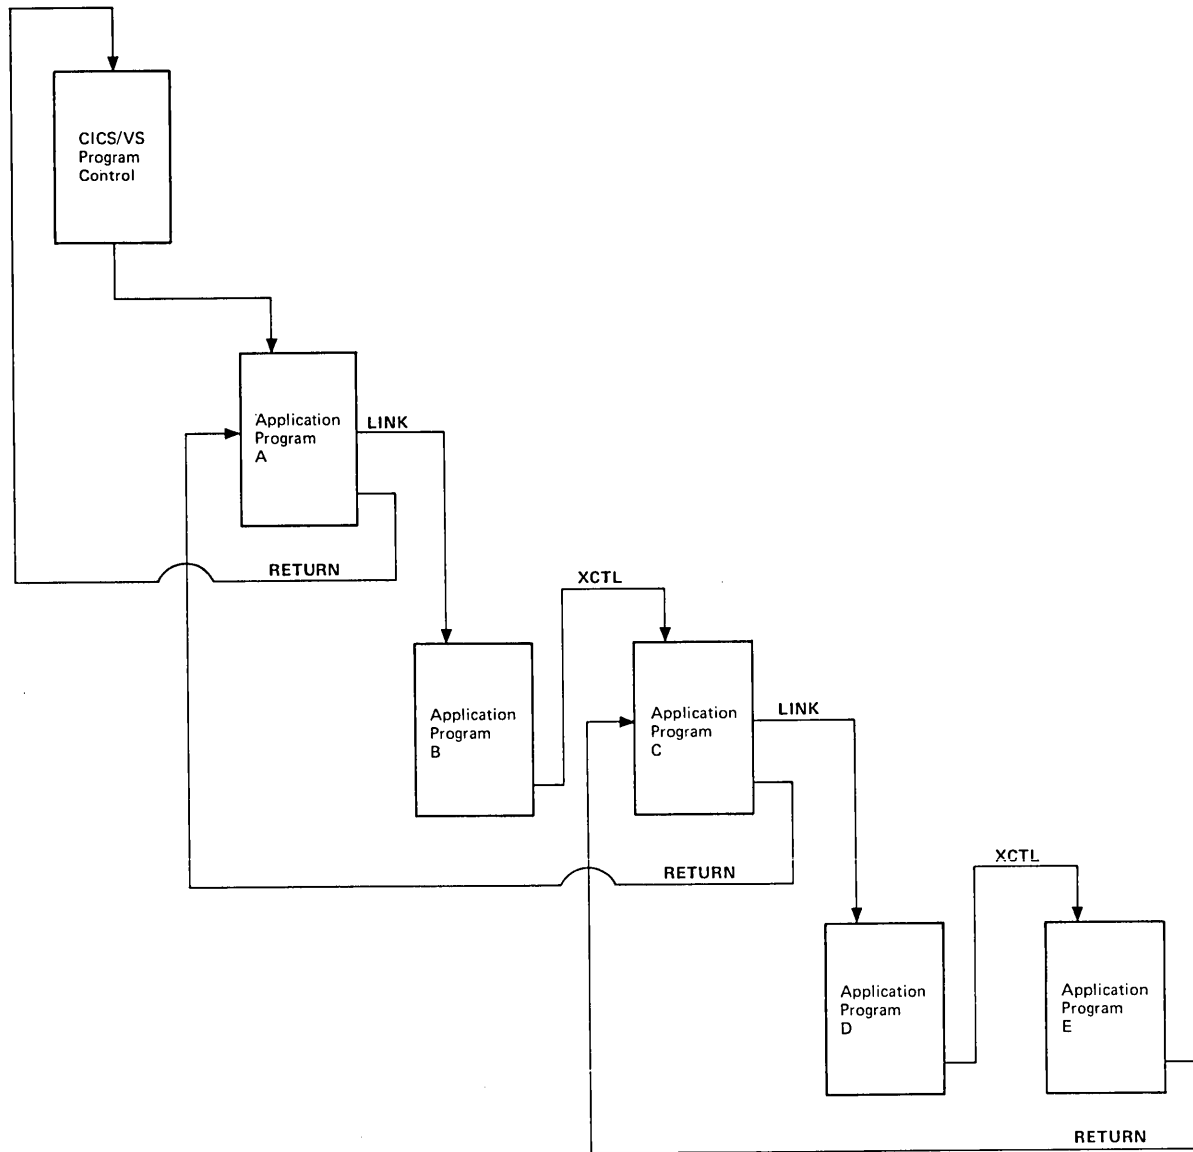 CICS/VS
Program
Control
Application
Program
A
LINK
RETURN
XCTL
Application
Program
B
Application
Program
C
LINK
RETURN
XCTL
Application
Program
D
Application
Program
E
RETURN